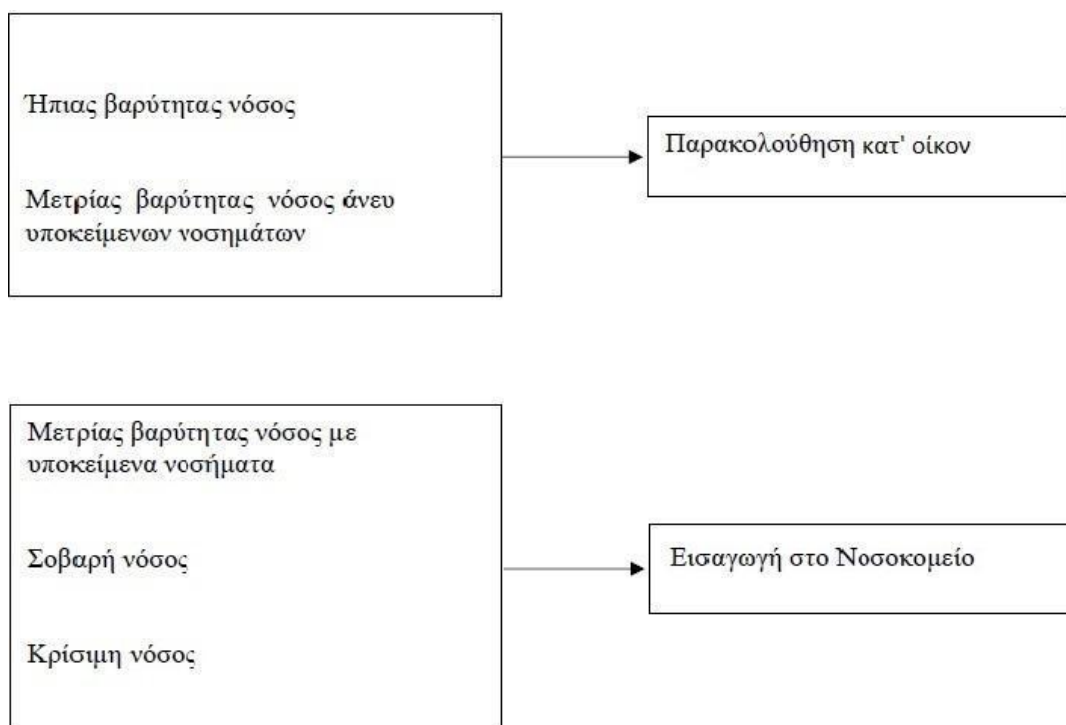 Ήπιας βαρύτητας νόσος
Μετρίας βαρύτητας νόσος άνευ
υποκείμενων νοσημάτων
Παρακολούθηση κατ' οίκον
Μετρίας βαρύτητας νόσος με
υποκείμενα νοσήματα
Σοβαρή νόσος
Κρίσιμη νόσος
Εισαγωγή στο Νοσοκομείο